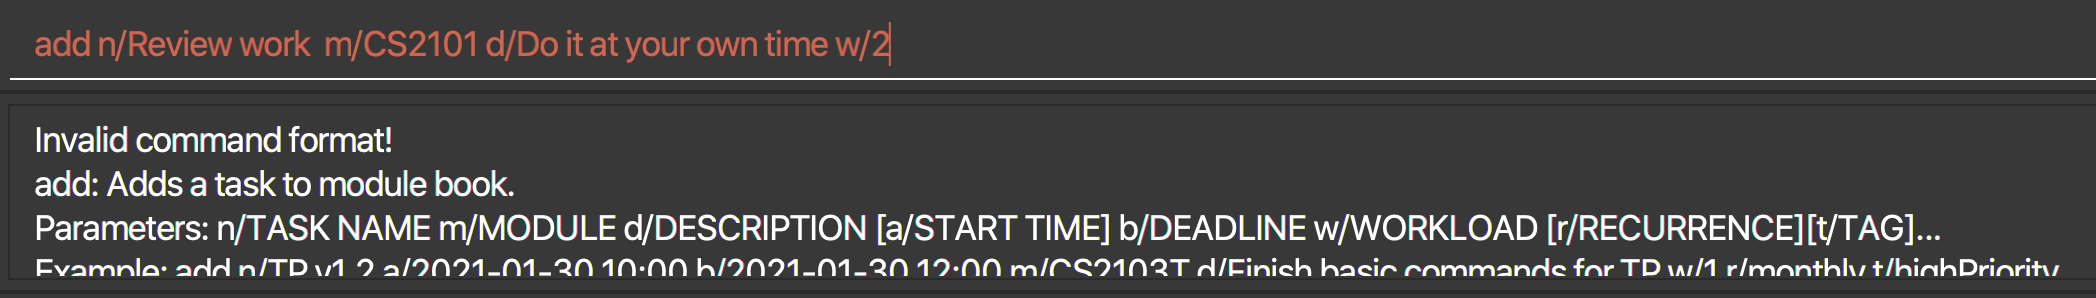 add n/Review work  m/CS2101 d/Do it at your own time w/2
Invalid command format!
add: Adds a task to module book.
Parameters: n/TASK NAME m/MODULE d/DESCRIPTION [a/START TIME] b/DEADLINE w/WORKLOAD [r/RECURRENCE][t/TAG]...
Example: add n/TP v1.2 a/2021-01-30 10:00 b/2021-01-30 12:00 m/CS2103T d/Finish basic commands for TP w/1 r/monthly t/highPriority